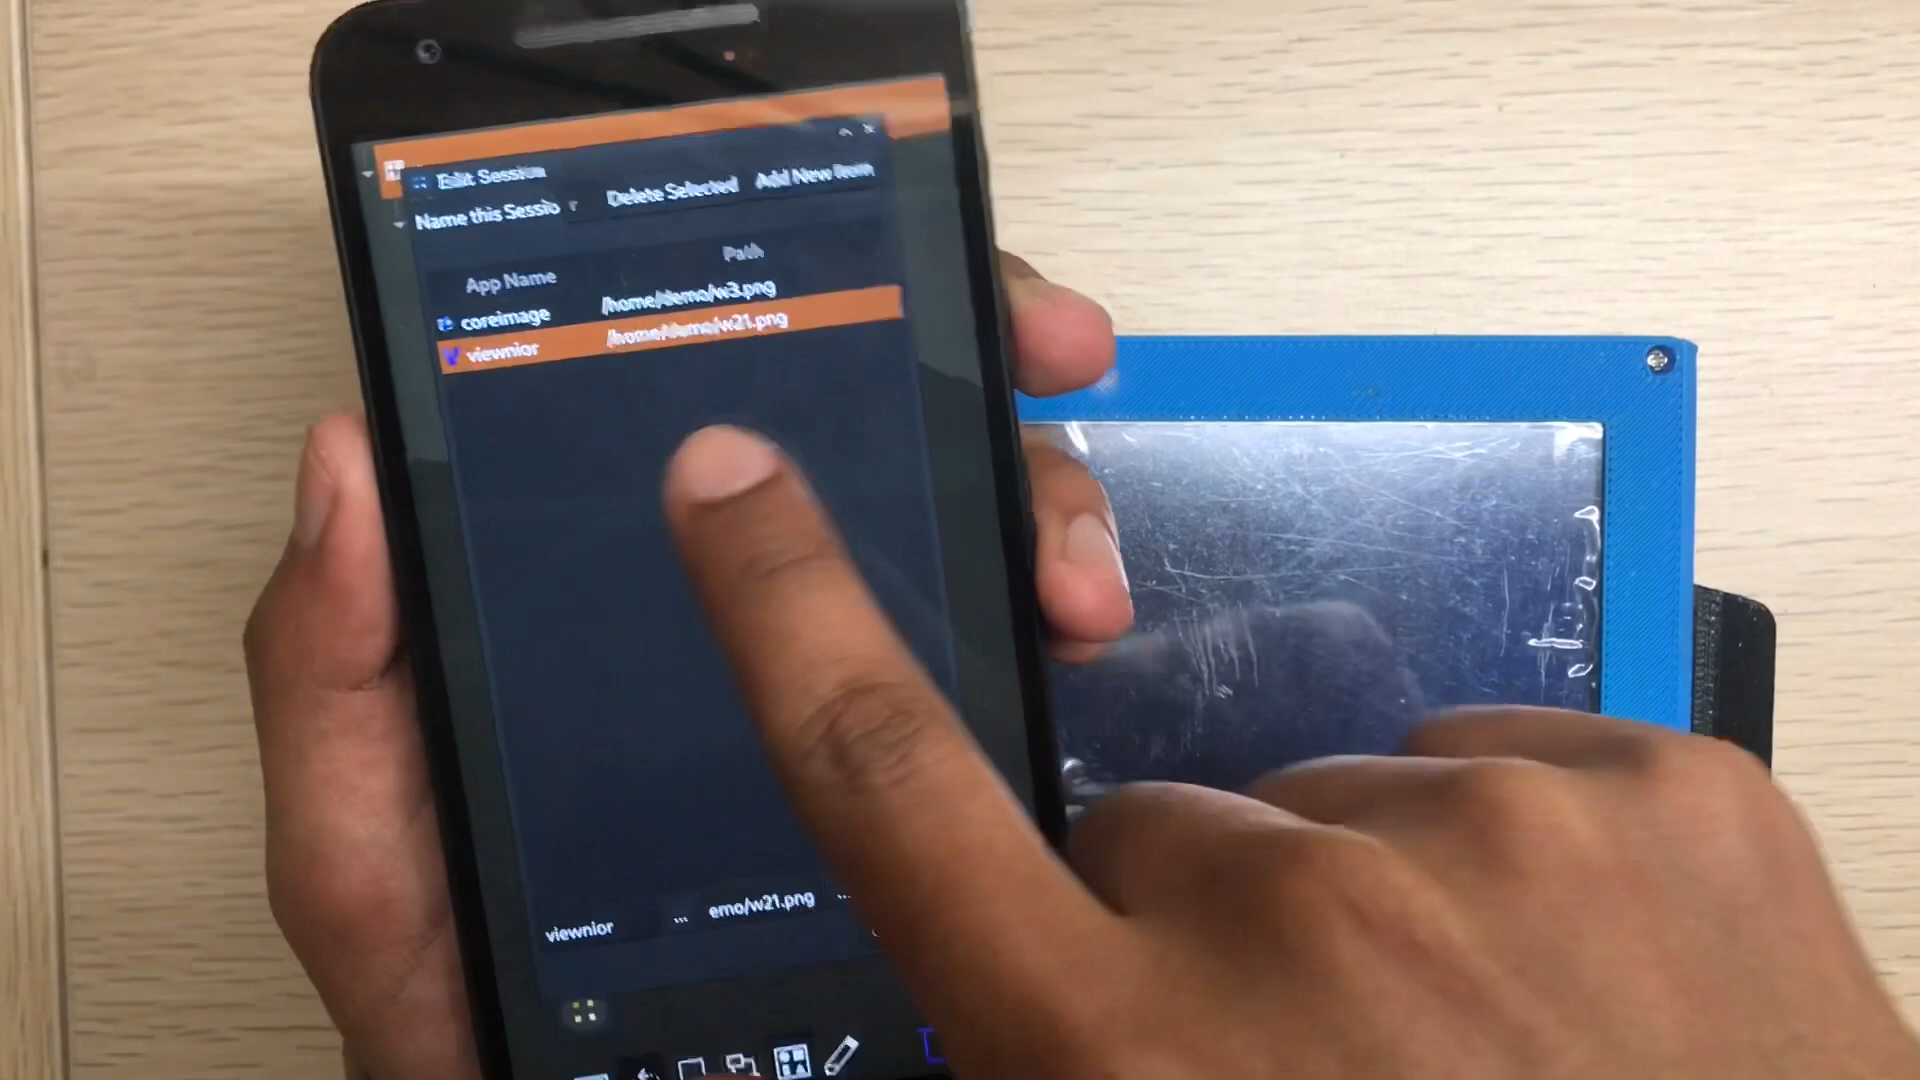 Edit Session
Name this Sessio
Delete Selected
Add New Item
App Name
Path
coreimage
/home/demo/w3.png
viewnior
/home/demo/w21.png
viewnior
...
emo/w21.png
...